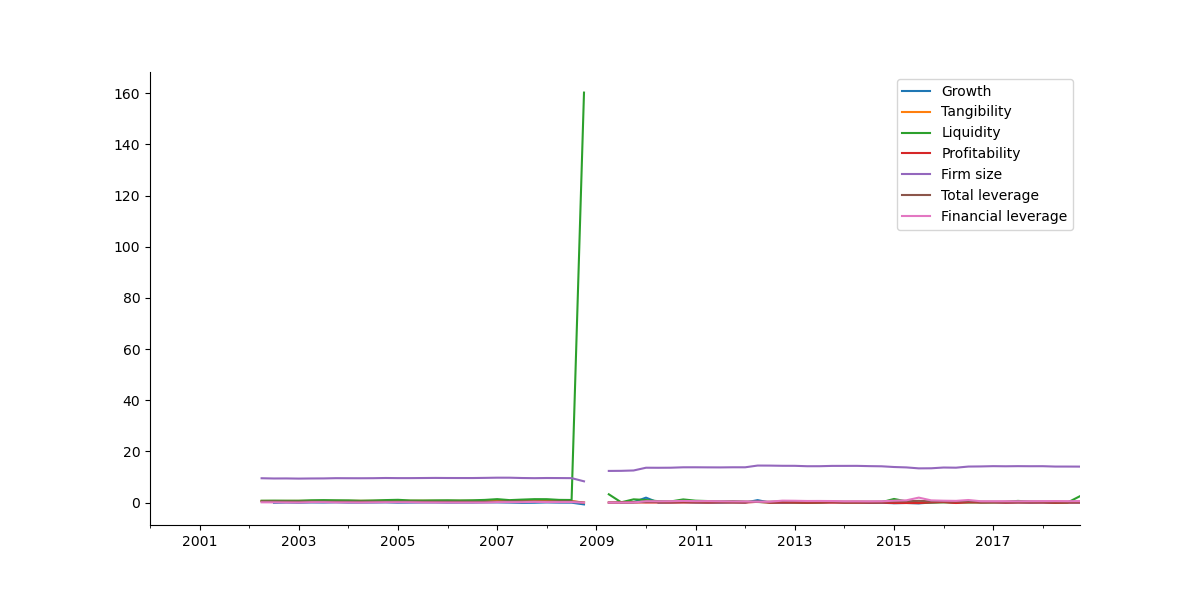 160
140
120
100
80
60
40
20
0
2001 2003 2005 2007 2009 2011 2013 2015 2017
Growth
Tangibility
Liquidity
Profitability
Firm size
Total leverage
Financial leverage